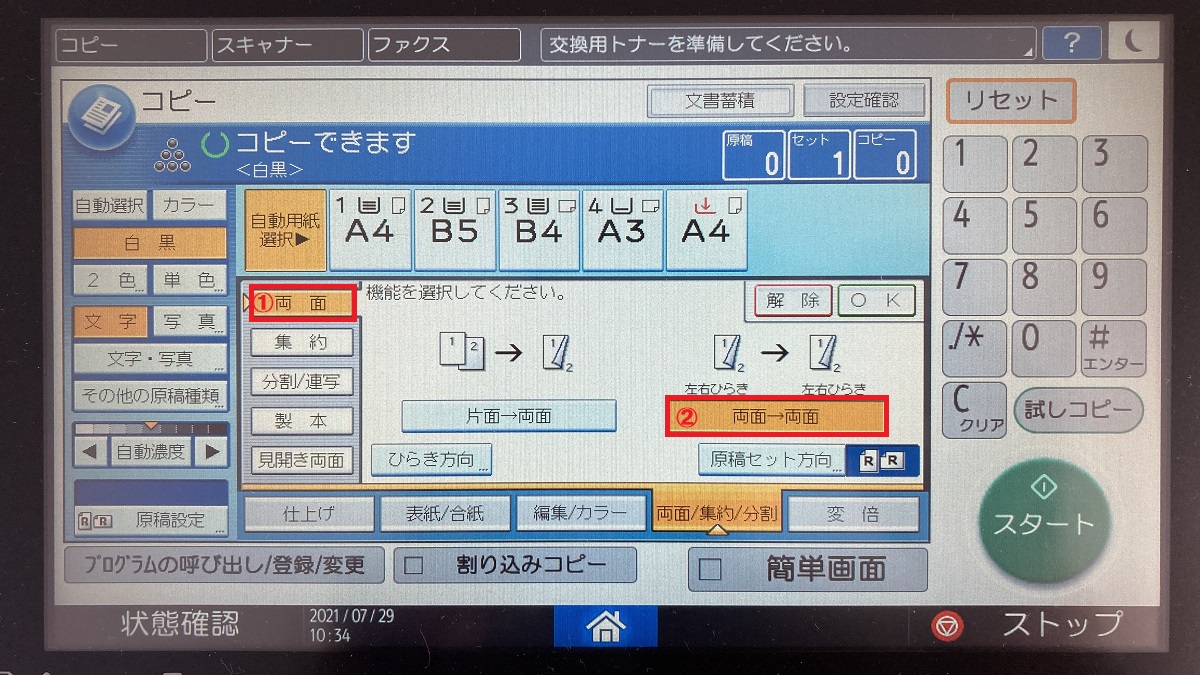 コピー
スキャナー
ファクス
交換用トナーを準備してください。
?
コピー
文書蓄積
設定確認
リセット
コピーできます
<白黒>
原稿 0
セット 1
コピー 0
自動選択
カラー
白 黒
2 色
単 色
文 字
写 真
文字・写真
その他の原稿種類
◀ 自動濃度 ▶
R R 原稿設定
自動用紙
選択▶
1
A4
2
B5
3
B4
4
A3
A4
①両 面
集 約
分割/連写
製 本
見開き両面
機能を選択してください。
解 除
O K
1 2 → 1 2
1 2 → 1 2
左右ひらき 左右ひらき
片面→両面
② 両面→両面
ひらき方向
原稿セット方向
R R
仕上げ
表紙/合紙
編集/カラー
両面/集約/分割
変 倍
プログラムの呼び出し/登録/変更
割り込みコピー
簡単画面
1 2 3
4 5 6
7 8 9
./* 0 #
エンター
C
クリア
試しコピー
スタート
状態確認
2021/07/29
10:34
ストップ